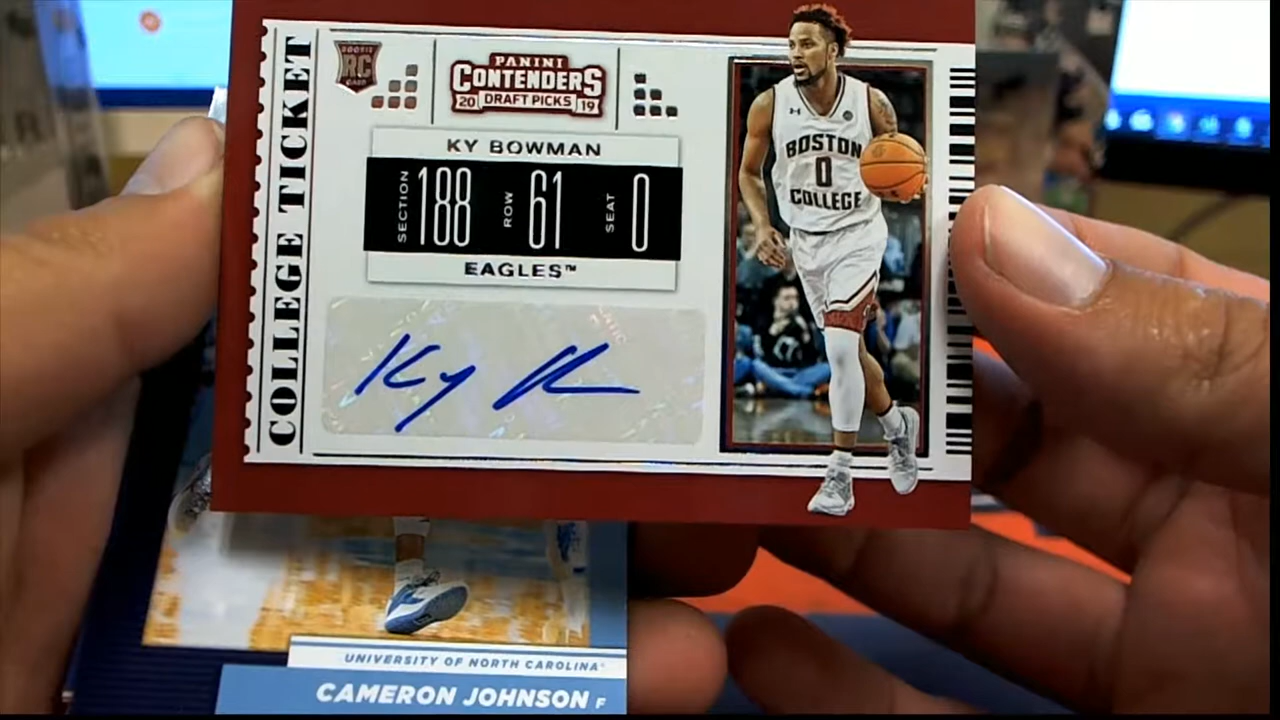 COLLEGE TICKET
ROOKIE
RC
CARD
PANINI
CONTENDERS
20 DRAFT PICKS 19
KY BOWMAN
SECTION 188 ROW 61 SEAT 0
EAGLES™
Ky
BOSTON
0
COLLEGE
UNIVERSITY OF NORTH CAROLINA
CAMERON JOHNSON F